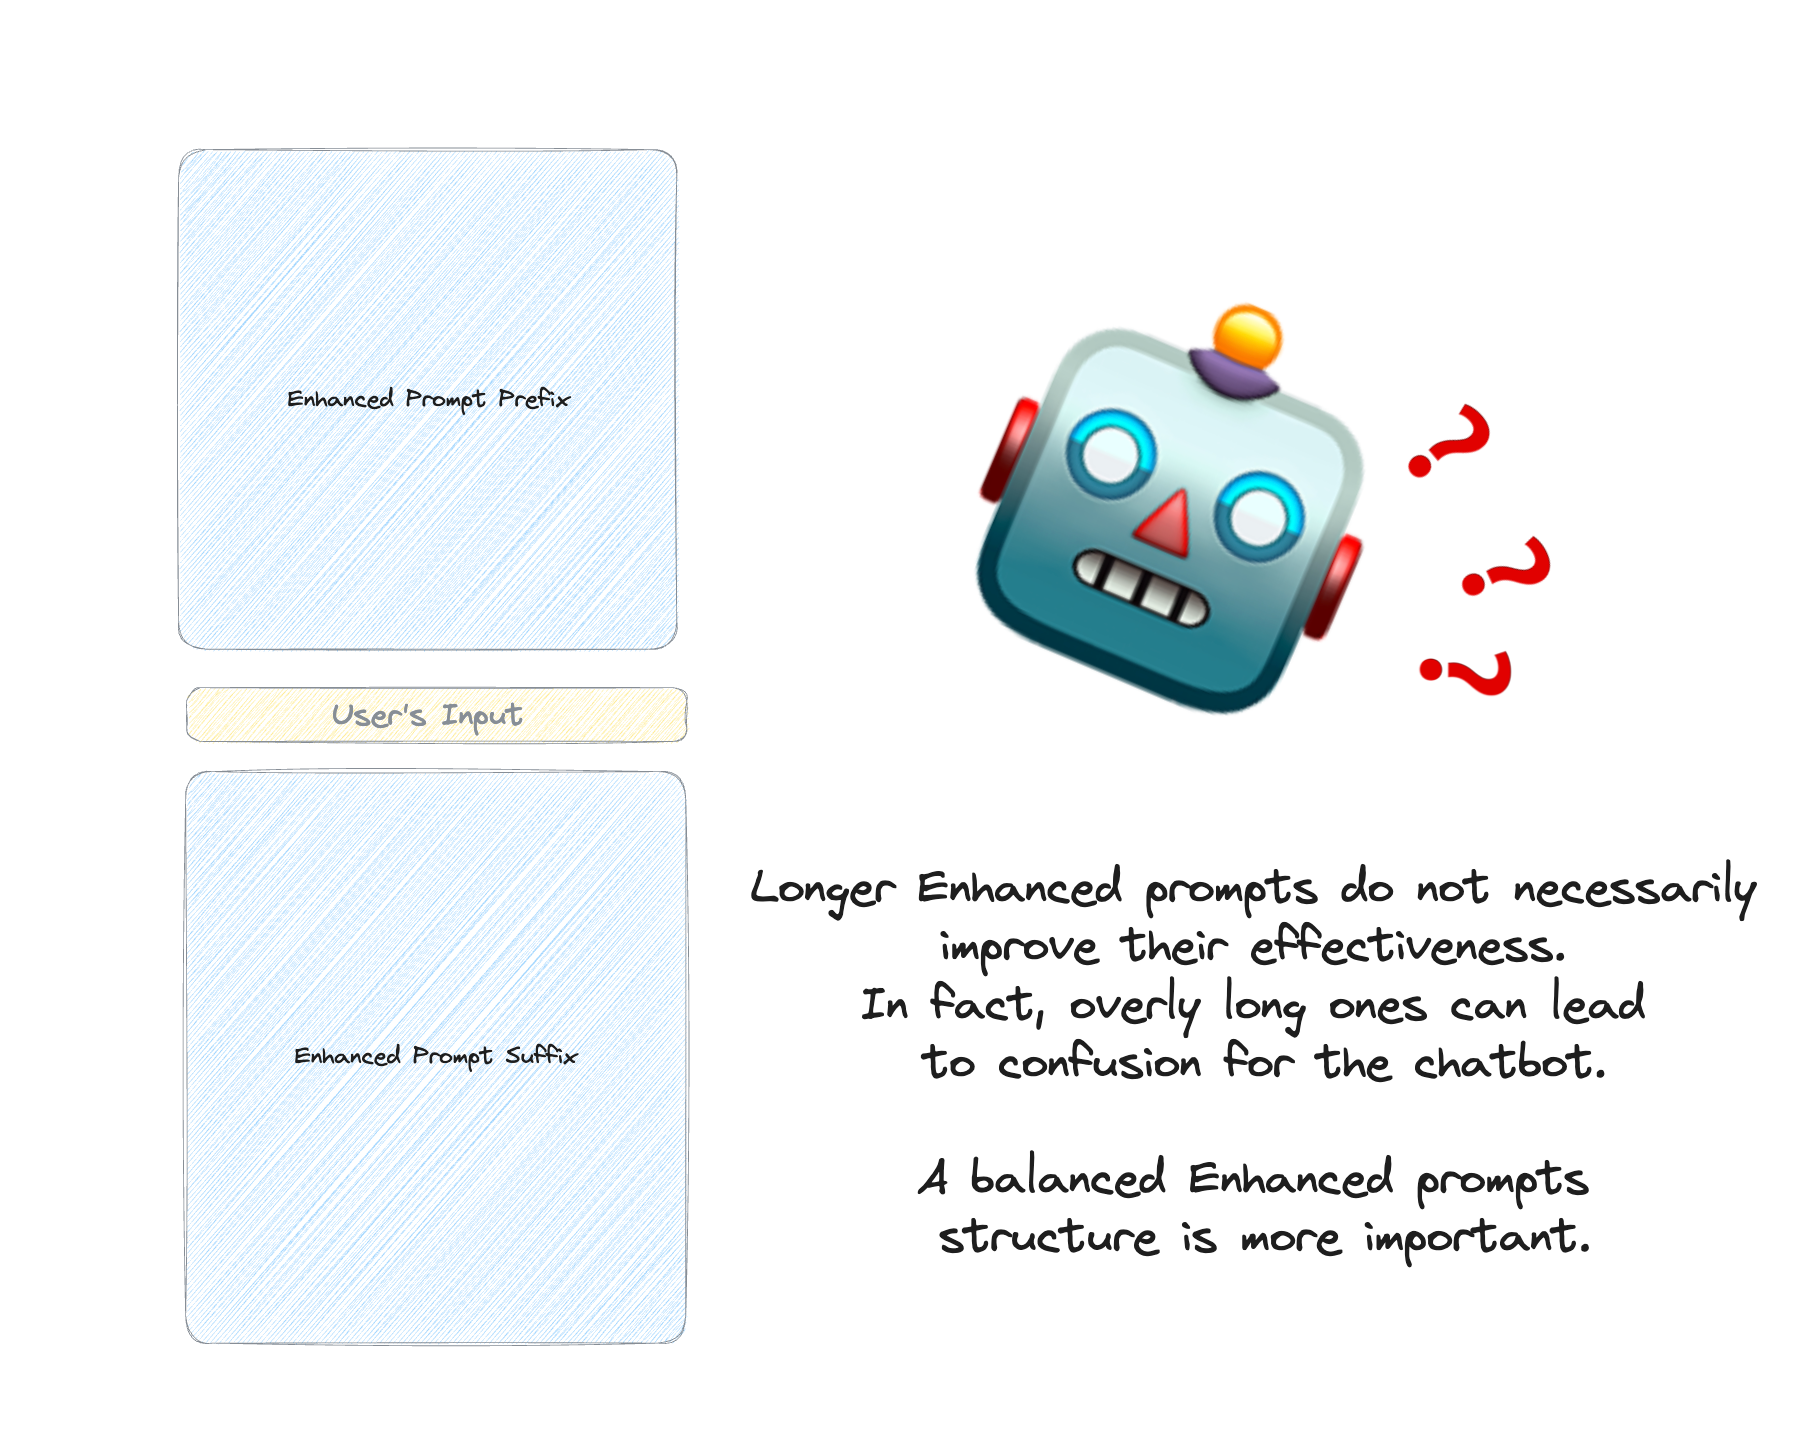 Enhanced Prompt Prefix
User's Input
Enhanced Prompt Suffix
? 
?
?
Longer Enhanced prompts do not necessarily
improve their effectiveness.
In fact, overly long ones can lead
to confusion for the chatbot.
A balanced Enhanced prompts
structure is more important.